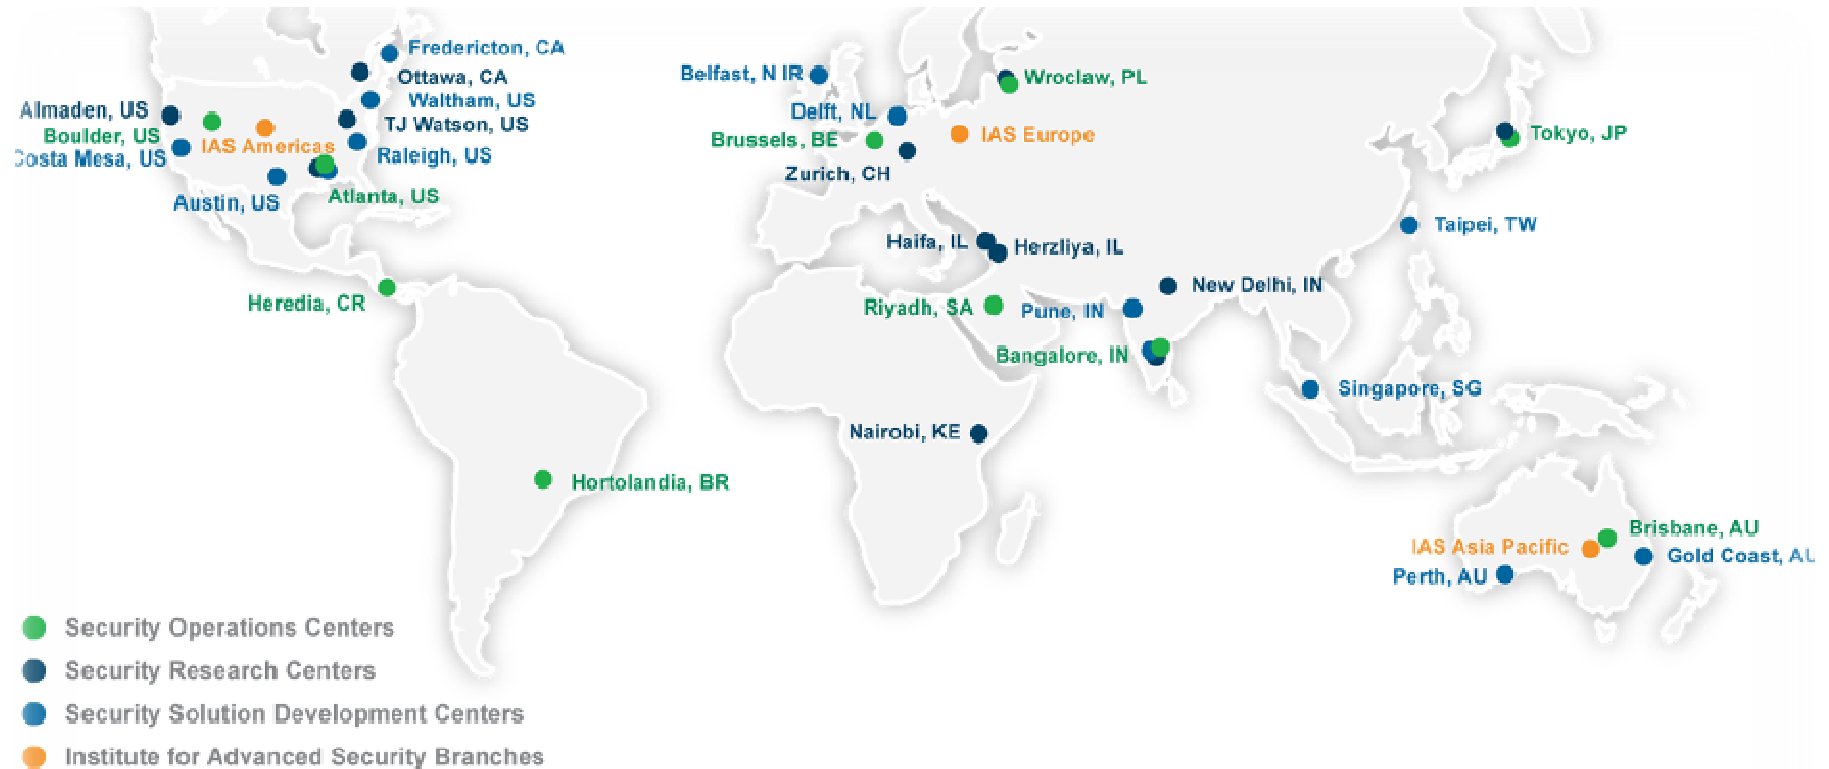 Fredericton, CA
Ottawa, CA
Waltham, US
Almaden, US
TJ Watson, US
Boulder, US
IAS Americas
Costa Mesa, US
Raleigh, US
Austin, US
Atlanta, US
Heredia, CR
Hortolandia, BR
Belfast, N IR
Wroclaw, PL
Delft, NL
Brussels, BE
IAS Europe
Zurich, CH
Haifa, IL
Herzliya, IL
Riyadh, SA
Pune, IN
New Delhi, IN
Bangalore, IN
Nairobi, KE
Tokyo, JP
Taipei, TW
Singapore, SG
Brisbane, AU
IAS Asia Pacific
Gold Coast, AU
Perth, AU
Security Operations Centers
Security Research Centers
Security Solution Development Centers
Institute for Advanced Security Branches